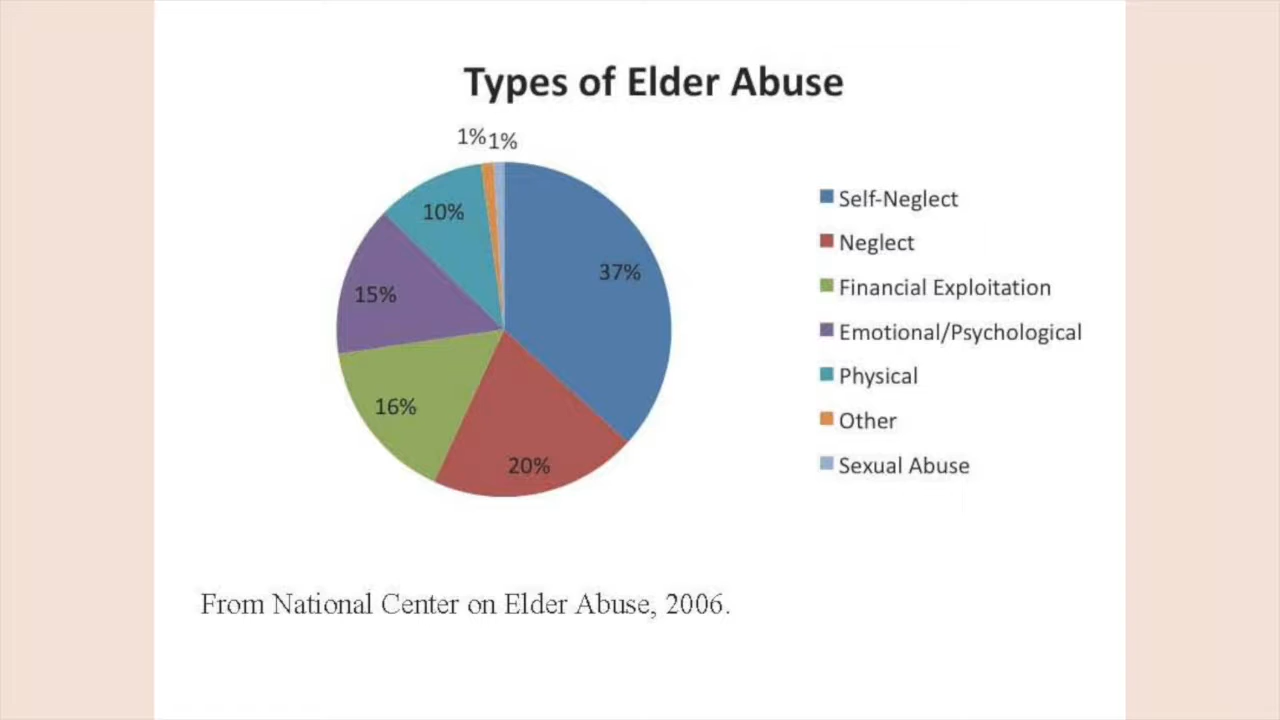 Types of Elder Abuse
1% 1%
10%
37%
15%
16%
20%
Self-Neglect
Neglect
Financial Exploitation
Emotional/Psychological
Physical
Other
Sexual Abuse
From National Center on Elder Abuse, 2006.